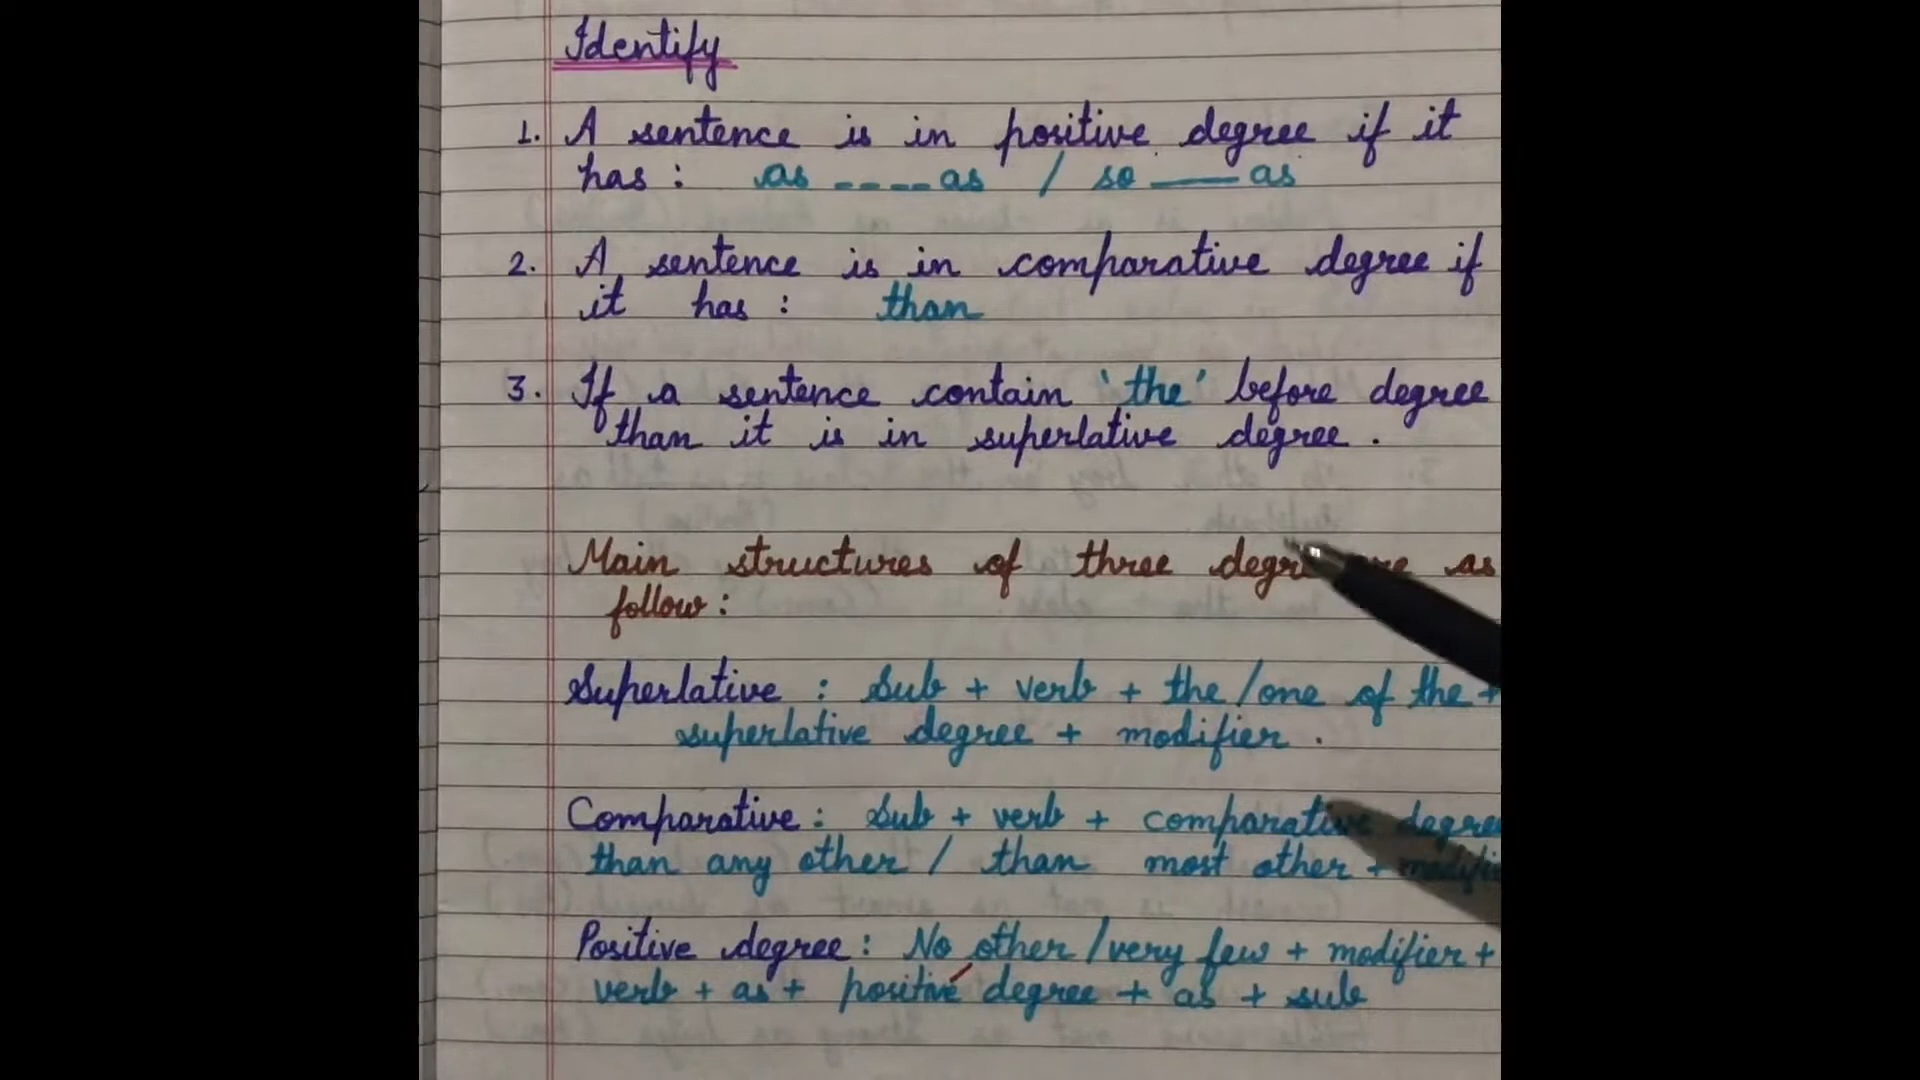 Identify
1. A sentence is in positive degree if it
has : as ---- as / so —— as
2. A sentence is in comparative degree if
it has : than
3. If a sentence contain 'the' before degree
than it is in superlative degree .
Main structures of three as
follow :
Superlative : Sub + verb + the / one of the +
superlative degree + modifier .
Comparative : Sub + verb + comparative degree
than any other / than most other +
Positive degree : No other / very few + modifier +
verb + as + positive degree + as + sub